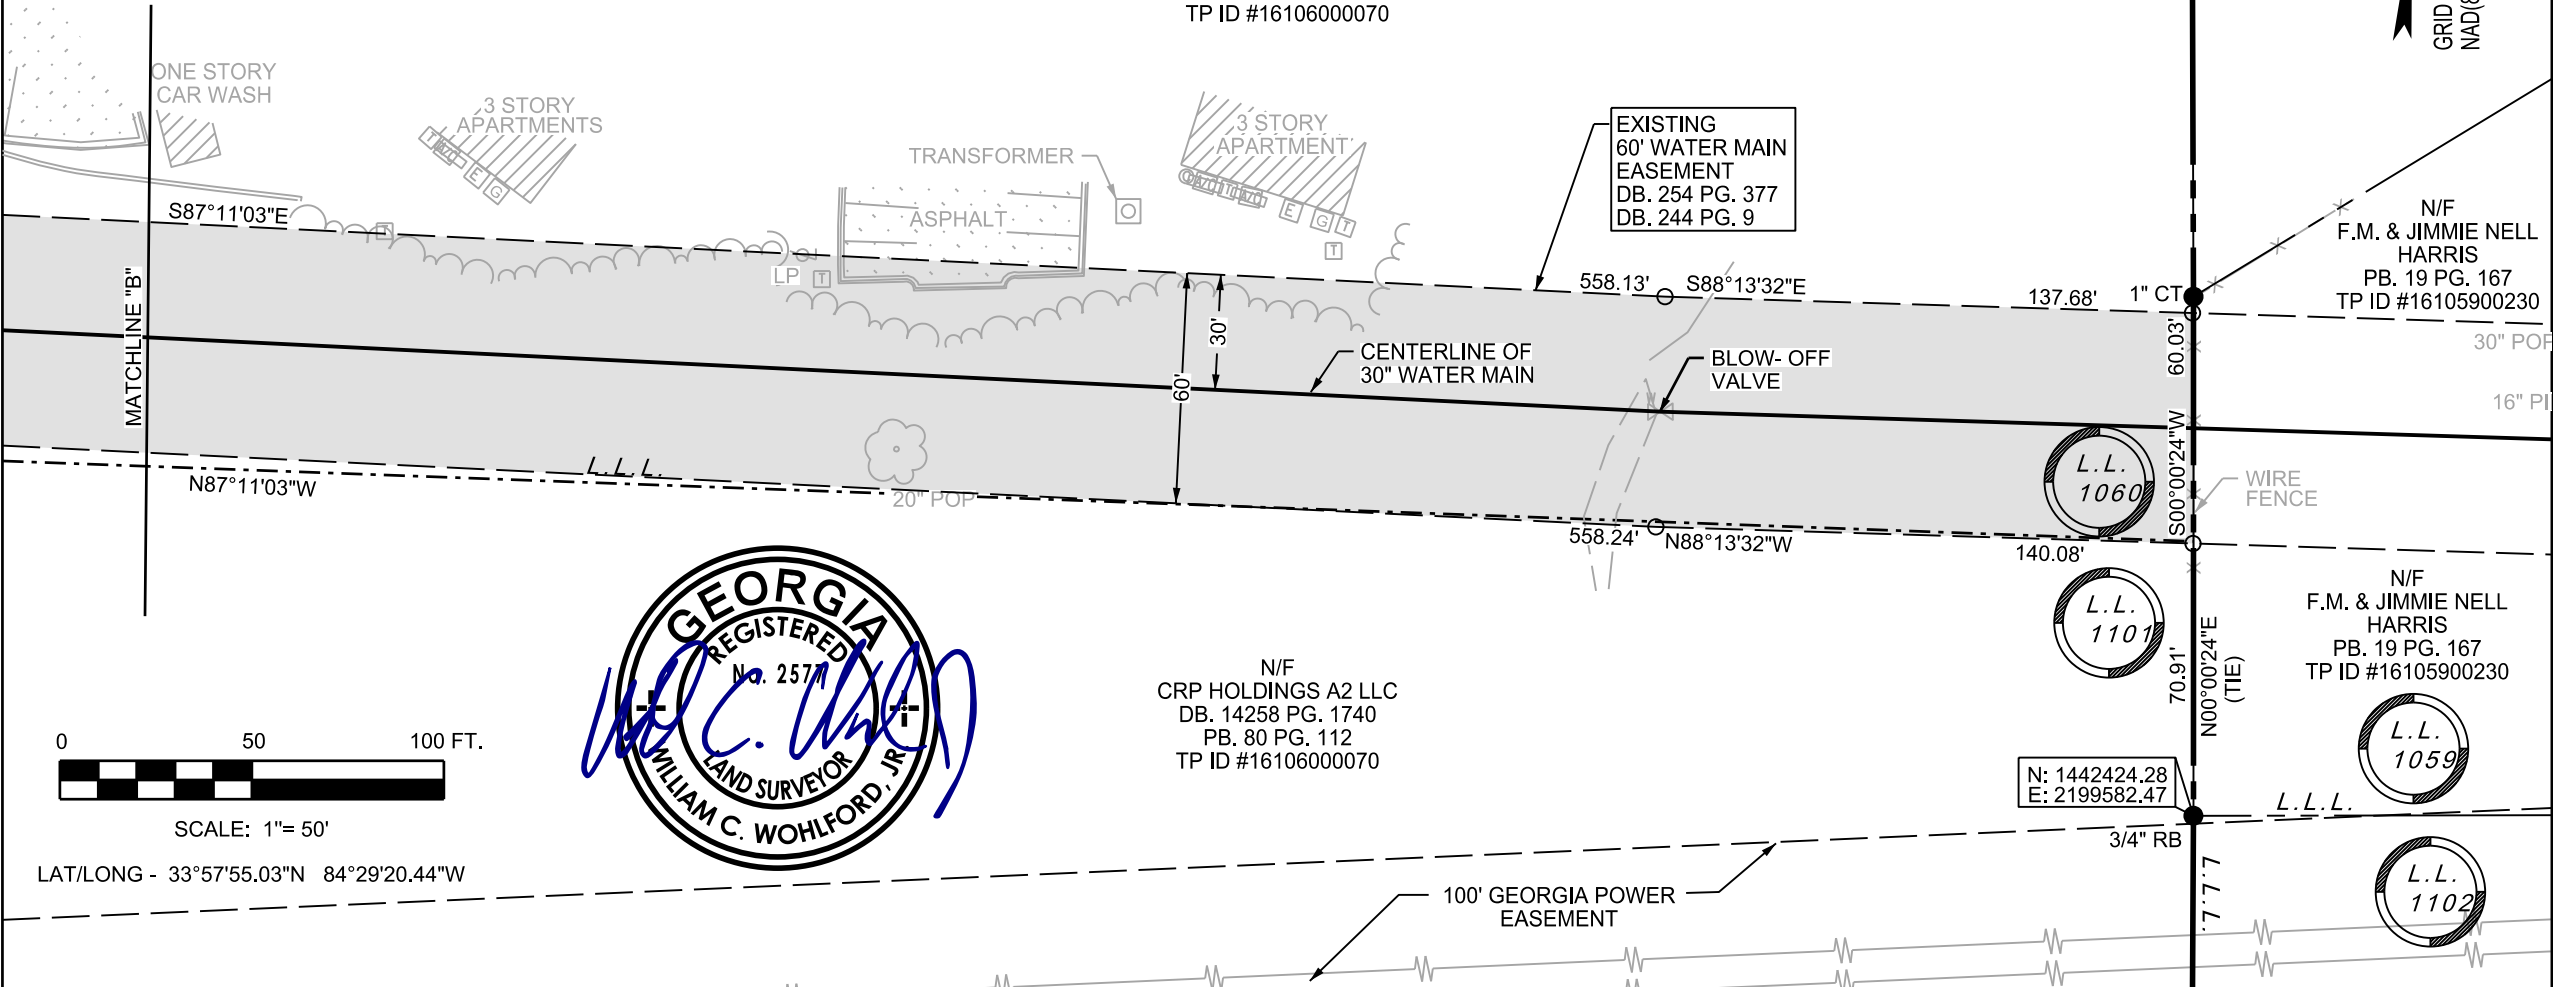 TP ID #16106000070
GRID
ONE STORY
CAR WASH
3 STORY
APARTMENTS
TRANSFORMER
3 STORY
APARTMENT
EXISTING
60' WATER MAIN
EASEMENT
DB. 254 PG. 377
DB. 244 PG. 9
N/F
F.M. & JIMMIE NELL
HARRIS
PB. 19 PG. 167
TP ID #16105900230
S87°11'03"E
T
A/C
E
G
ASPHALT
A/C
T
A/C
E
G
T
T
LP
T
MATCHLINE "B"
558.13'
S88°13'32"E
137.68'
1" CT
60.03'
30'
60'
CENTERLINE OF
30" WATER MAIN
BLOW- OFF
VALVE
S00°00'24"W
L.L.
1060
WIRE
FENCE
L.L.L.
N87°11'03"W
20" POP
558.24'
N88°13'32"W
140.08'
L.L.
1101
N/F
F.M. & JIMMIE NELL
HARRIS
PB. 19 PG. 167
TP ID #16105900230
GEORGIA
REGISTERED
No. 2577
LAND SURVEYOR
WILLIAM C. WOHLFORD, JR.
N/F
CRP HOLDINGS A2 LLC
DB. 14258 PG. 1740
PB. 80 PG. 112
TP ID #16106000070
70.91'
N00°00'24"E
(TIE)
L.L.
1059
N: 1442424.28
E: 2199582.47
L.L.L.
3/4" RB
L.L.L.
L.L.
1102
0 50 100 FT.
SCALE: 1"= 50'
LAT/LONG - 33°57'55.03"N 84°29'20.44"W
100' GEORGIA POWER
EASEMENT